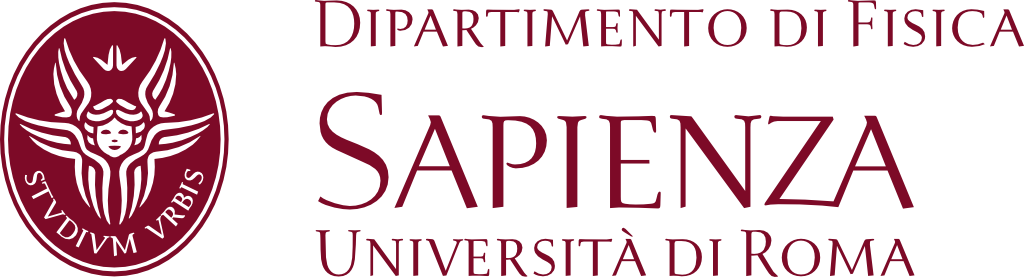 STVDIVM VRBIS
DIPARTIMENTO DI FISICA
SAPIENZA
UNIVERSITÀ DI ROMA